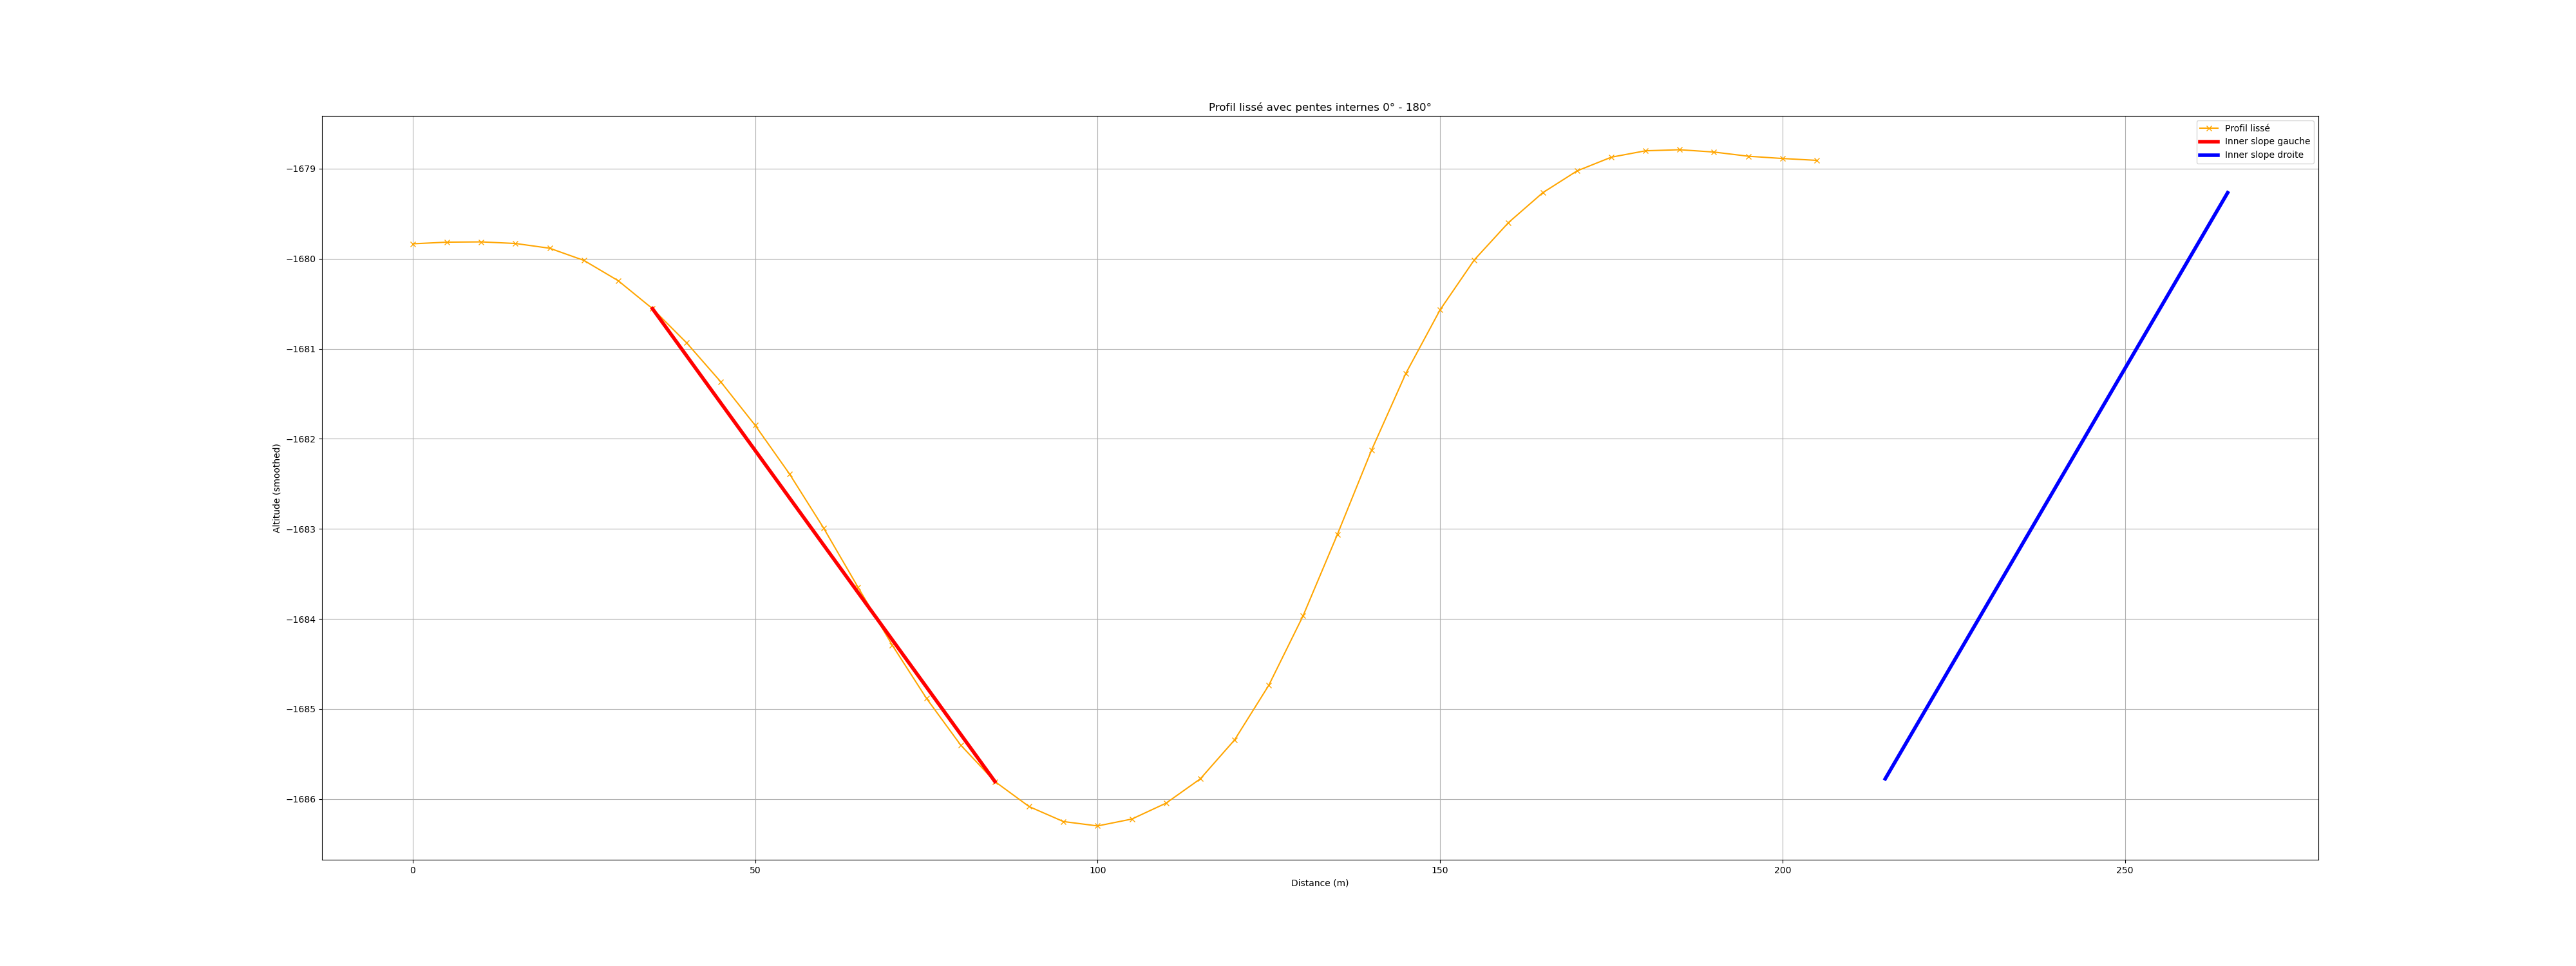 Profil lissé avec pentes internes 0° - 180°
Profil lissé
Inner slope gauche
Inner slope droite
−1679
−1680
−1681
−1682
−1683
−1684
−1685
−1686
Altitude (smoothed)
0
50
100
150
200
250
Distance (m)